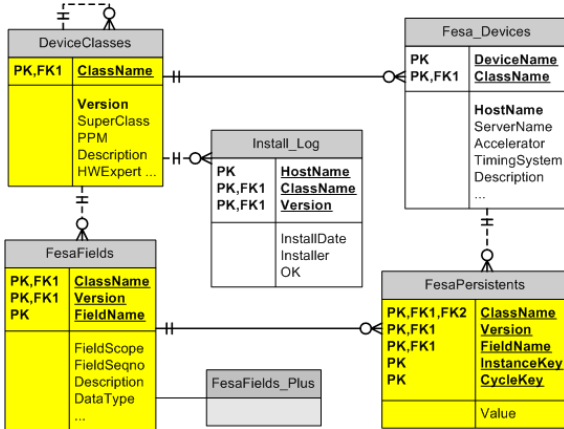 DeviceClasses
PK,FK1 ClassName
Version
SuperClass
PPM
Description
HWExpert ...
Fesa_Devices
PK DeviceName
PK,FK1 ClassName
HostName
ServerName
Accelerator
TimingSystem
Description
...
Install_Log
PK HostName
PK,FK1 ClassName
PK,FK1 Version
InstallDate
Installer
OK
FesaFields
PK,FK1 ClassName
PK,FK1 Version
PK FieldName
FieldScope
FieldSeqno
Description
DataType
...
FesaFields_Plus
FesaPersistents
PK,FK1,FK2 ClassName
PK,FK1 Version
PK,FK1 FieldName
PK InstanceKey
PK CycleKey
Value